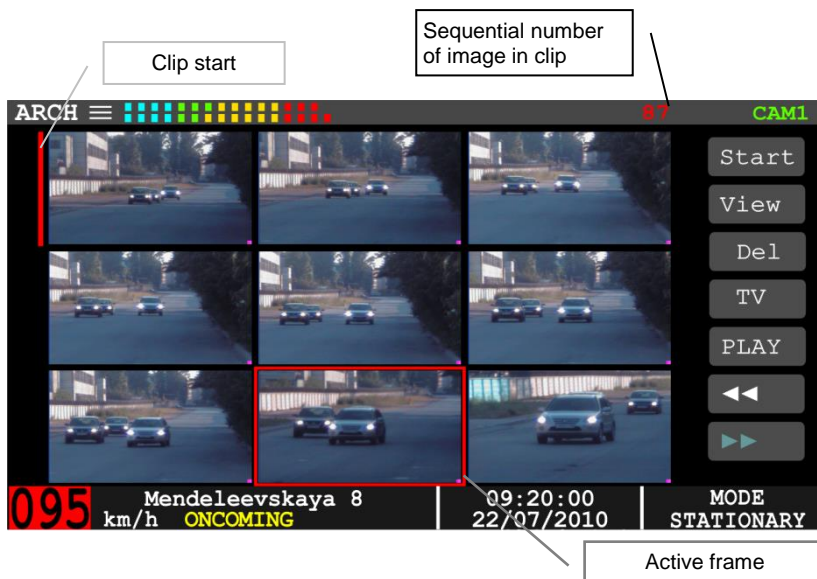 Sequential number
of image in clip
Clip start
ARCH 87 CAM1
Start
View
Del
TV
PLAY
095 km/h Mendeleevskaya 8
ONCOMING
09:20:00
22/07/2010
MODE
STATIONARY
Active frame